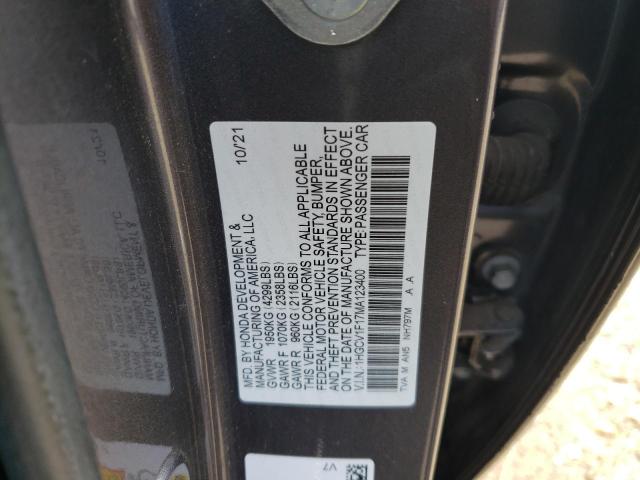 MFD.BY HONDA DEVELOPMENT & 10/21
MANUFACTURING OF AMERICA, LLC
GVWR 1950KG (4299LBS)
GAWR F 1070KG (2358LBS)
GAWR R 960KG (2116LBS)
THIS VEHICLE CONFORMS TO ALL APPLICABLE
FEDERAL MOTOR VEHICLE SAFETY, BUMPER,
AND THEFT PREVENTION STANDARDS IN EFFECT
ON THE DATE OF MANUFACTURE SHOWN ABOVE.
V.I.N.:1HGCV1F17MA123400 TYPE:PASSENGER CAR
TVA M AN5 NH797M A A
V7